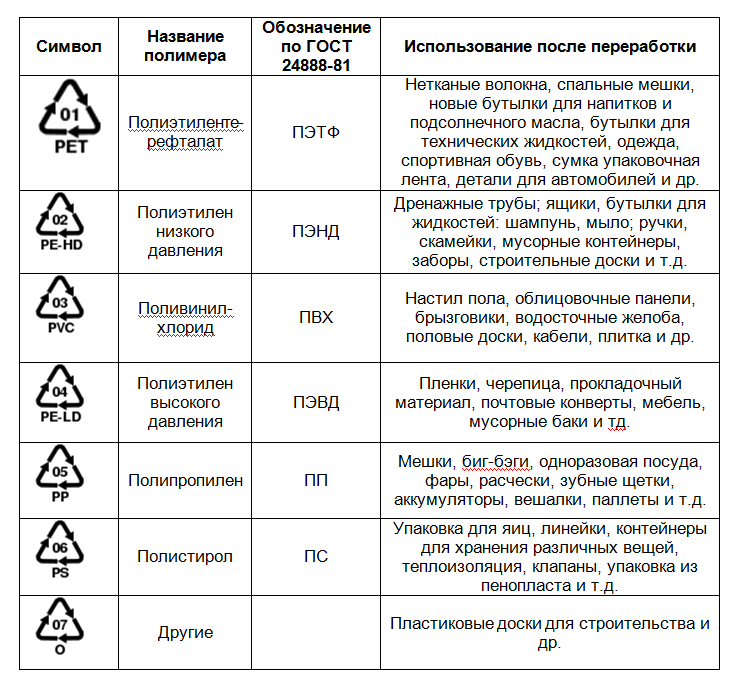 Символ
Название
полимера
Обозначение
по ГОСТ
24888-81
Использование после переработки
01
PET
Полиэтиленте-
рефталат
ПЭТФ
Нетканые волокна, спальные мешки,
новые бутылки для напитков и
подсолнечного масла, бутылки для
технических жидкостей, одежда,
спортивная обувь, сумка упаковочная
лента, детали для автомобилей и др.
02
PE-HD
Полиэтилен
низкого
давления
ПЭНД
Дренажные трубы; ящики, бутылки для
жидкостей: шампунь, мыло; ручки,
скамейки, мусорные контейнеры,
заборы, строительные доски и т.д.
03
PVC
Поливинил-
хлорид
ПВХ
Настил пола, облицовочные панели,
брызговики, водосточные желоба,
половые доски, кабели, плитка и др.
04
PE-LD
Полиэтилен
высокого
давления
ПЭВД
Пленки, черепица, прокладочный
материал, почтовые конверты, мебель,
мусорные баки и тд.
05
PP
Полипропилен
ПП
Мешки, биг-бэги, одноразовая посуда,
фары, расчески, зубные щетки,
аккумуляторы, вешалки, паллеты и т.д.
06
PS
Полистирол
ПС
Упаковка для яиц, линейки, контейнеры
для хранения различных вещей,
теплоизоляция, клапаны, упаковка из
пенопласта и т.д.
07
O
Другие
Пластиковые доски для строительства и
др.